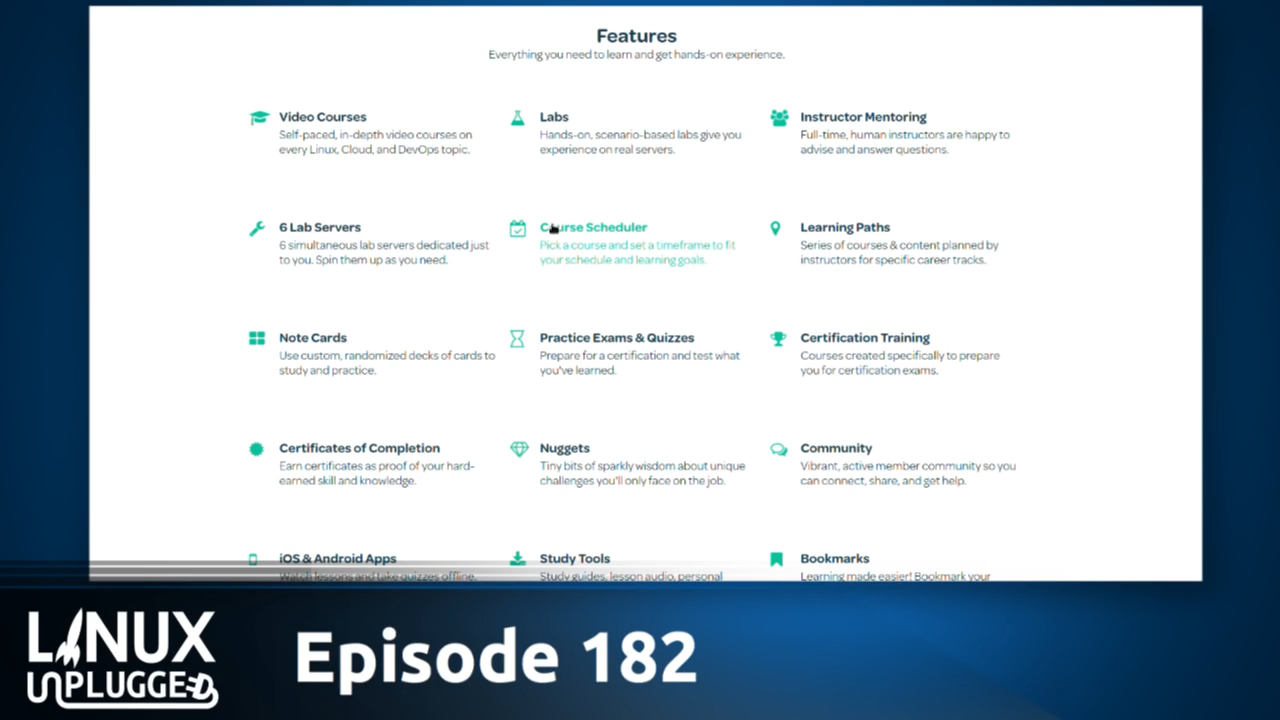 Features
Everything you need to learn and get hands-on experience.
Video Courses
Self-paced, in-depth video courses on
every Linux, Cloud, and DevOps topic.
Labs
Hands-on, scenario-based labs give you
experience on real servers.
Instructor Mentoring
Full-time, human instructors are happy to
advise and answer questions.
6 Lab Servers
6 simultaneous lab servers dedicated just
to you. Spin them up as you need.
Course Scheduler
Pick a course and set a timeframe to fit
your schedule and learning goals.
Learning Paths
Series of courses & content planned by
instructors for specific career tracks.
Note Cards
Use custom, randomized decks of cards to
study and practice.
Practice Exams & Quizzes
Prepare for a certification and test what
you've learned.
Certification Training
Courses created specifically to prepare
you for certification exams.
Certificates of Completion
Earn certificates as proof of your hard-
earned skill and knowledge.
Nuggets
Tiny bits of sparkly wisdom about unique
challenges you'll only face on the job.
Community
Vibrant, active member community so you
can connect, share, and get help.
iOS & Android Apps
Watch lessons and take quizzes offline.
Study Tools
Study guides, lesson audio, personal
Bookmarks
Learning made easier! Bookmark your
LINUX
UNPLUGGED
Episode 182